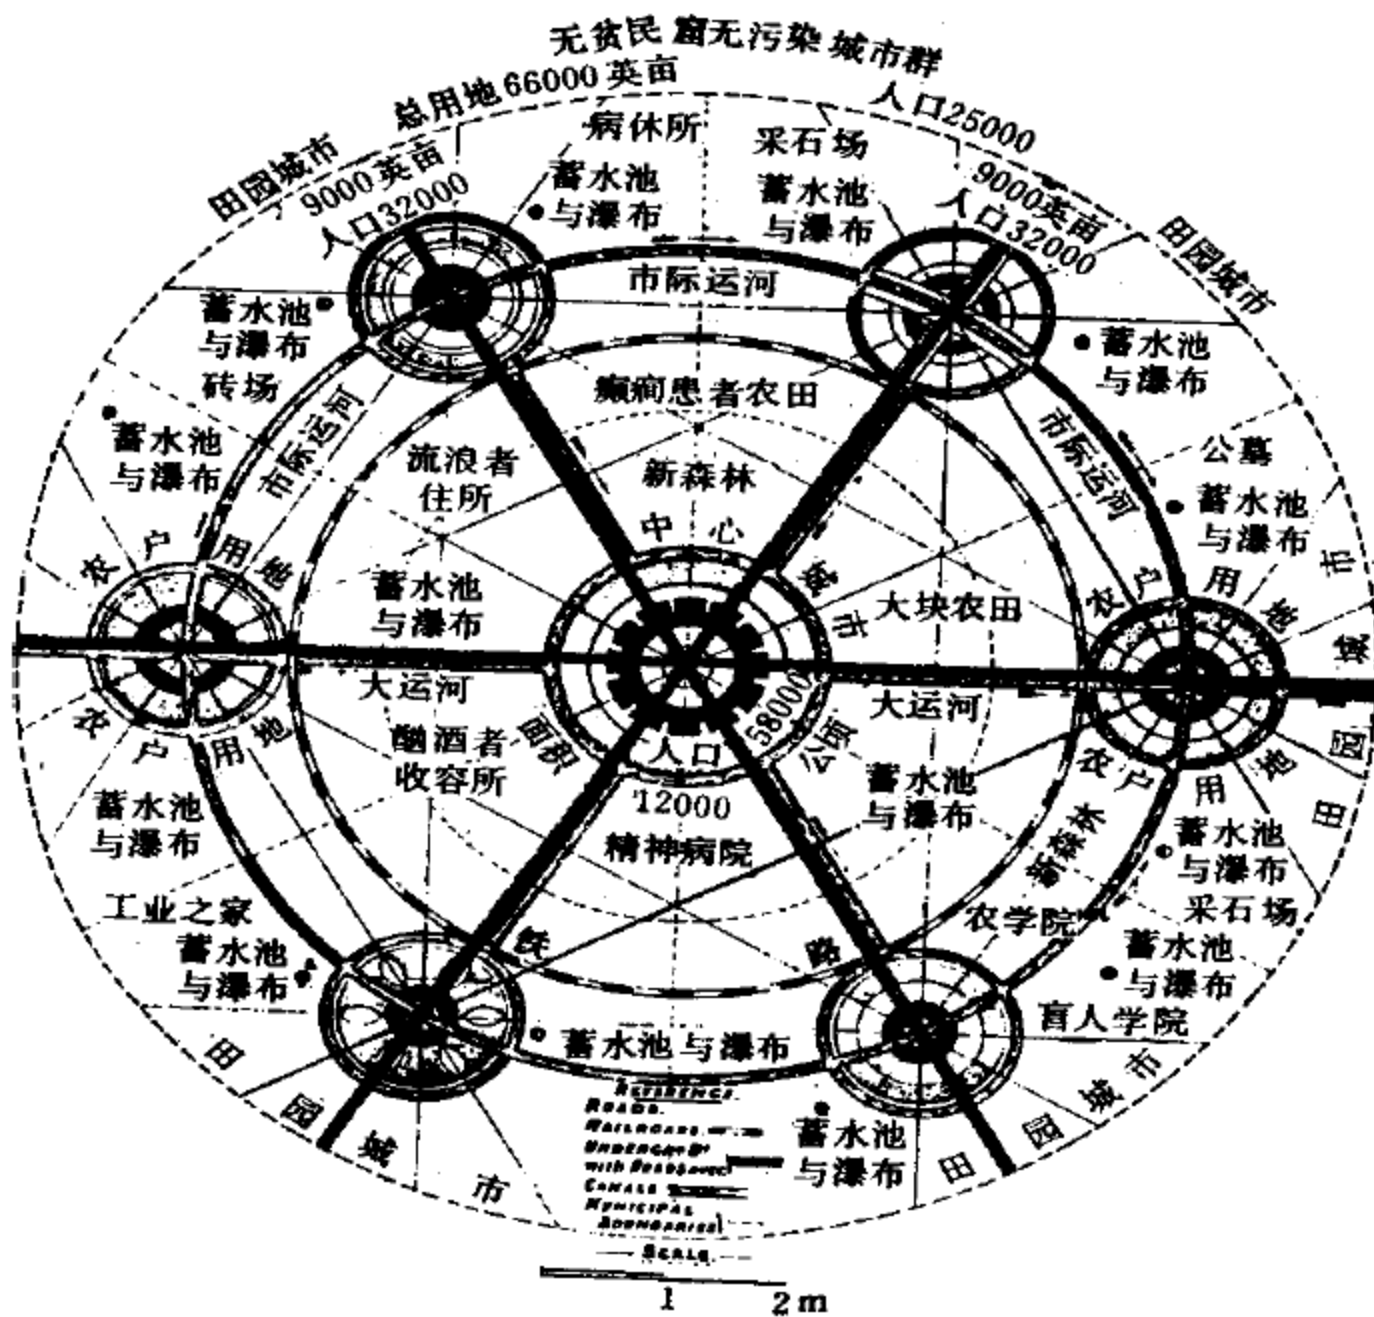 无贫民窟无污染城市群
总用地66000英亩
人口25000
田园城市
9000英亩
人口32000
病休所
蓄水池
与瀑布
采石场
蓄水池
与瀑布
9000英亩
人口32000
田园城市
市际运河
蓄水池
与瀑布
砖场
蓄水池
与瀑布
蓄水池
与瀑布
癫痫患者农田
市际运河
市际运河
流浪者
住所
新森林
公墓
蓄水池
与瀑布
中心城市
农户用地
蓄水池
与瀑布
大块农田
农户用地
田园城市
大运河
大运河
农户用地
酗酒者
收容所
面积
人口
58000
公顷
12000
农户用地
蓄水池
与瀑布
蓄水池
与瀑布
精神病院
新森林
蓄水池
与瀑布
采石场
工业之家
蓄水池
与瀑布
铁路
农学院
蓄水池
与瀑布
盲人学院
蓄水池与瀑布
田园城市
田园城市
蓄水池
与瀑布
REFERENCE
ROADS
RAILROADS
CANALS
MUNICIPAL
BOUNDARIES
SCALE
1 2m